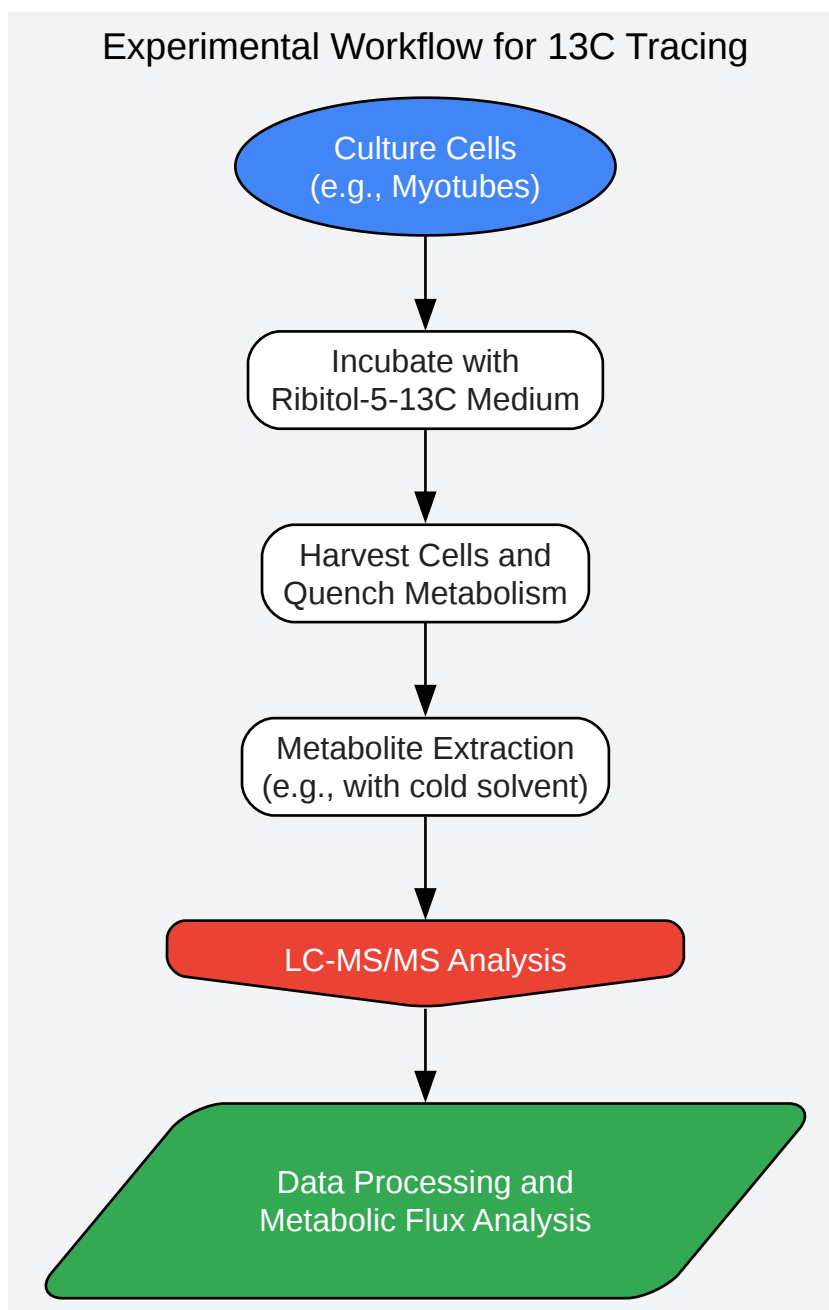 Experimental Workflow for 13C Tracing
Culture Cells
(e.g., Myotubes)
Incubate with
Ribitol-5-13C Medium
Harvest Cells and
Quench Metabolism
Metabolite Extraction
(e.g., with cold solvent)
LC-MS/MS Analysis
Data Processing and
Metabolic Flux Analysis